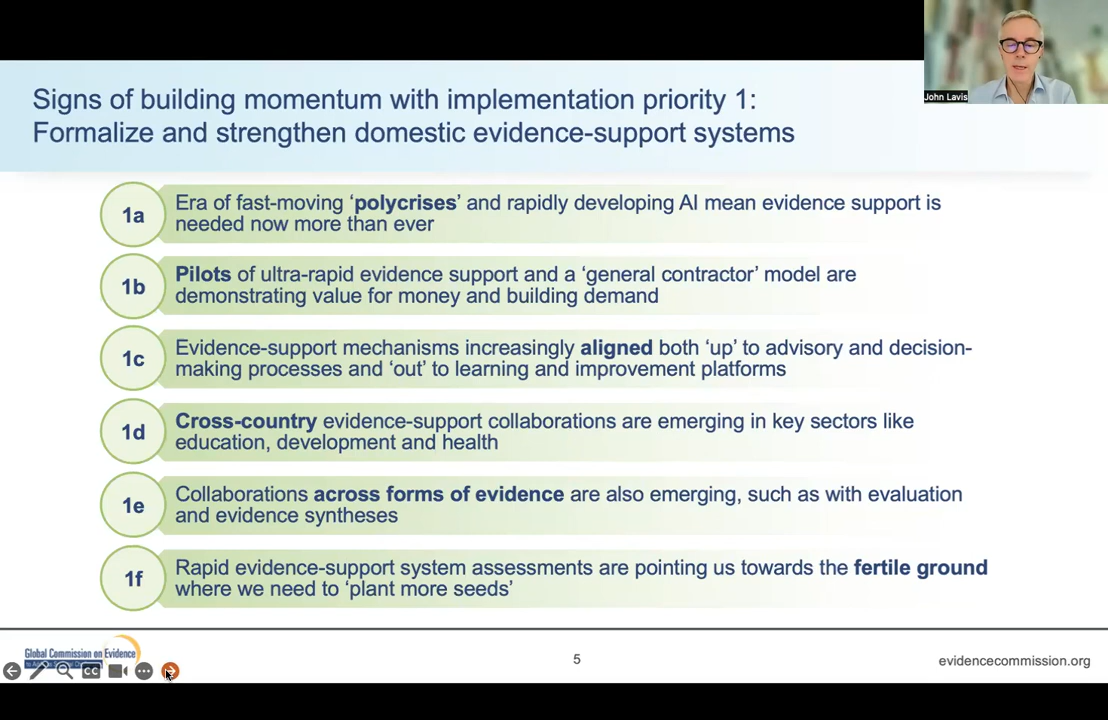 John Lavis
Signs of building momentum with implementation priority 1:
Formalize and strengthen domestic evidence-support systems
1a
Era of fast-moving ‘polycrises’ and rapidly developing AI mean evidence support is
needed now more than ever
1b
Pilots of ultra-rapid evidence support and a ‘general contractor’ model are
demonstrating value for money and building demand
1c
Evidence-support mechanisms increasingly aligned both ‘up’ to advisory and decision-
making processes and ‘out’ to learning and improvement platforms
1d
Cross-country evidence-support collaborations are emerging in key sectors like
education, development and health
1e
Collaborations across forms of evidence are also emerging, such as with evaluation
and evidence syntheses
1f
Rapid evidence-support system assessments are pointing us towards the fertile ground
where we need to ‘plant more seeds’
Global Commission on Evidence
CC
5
evidencecommission.org